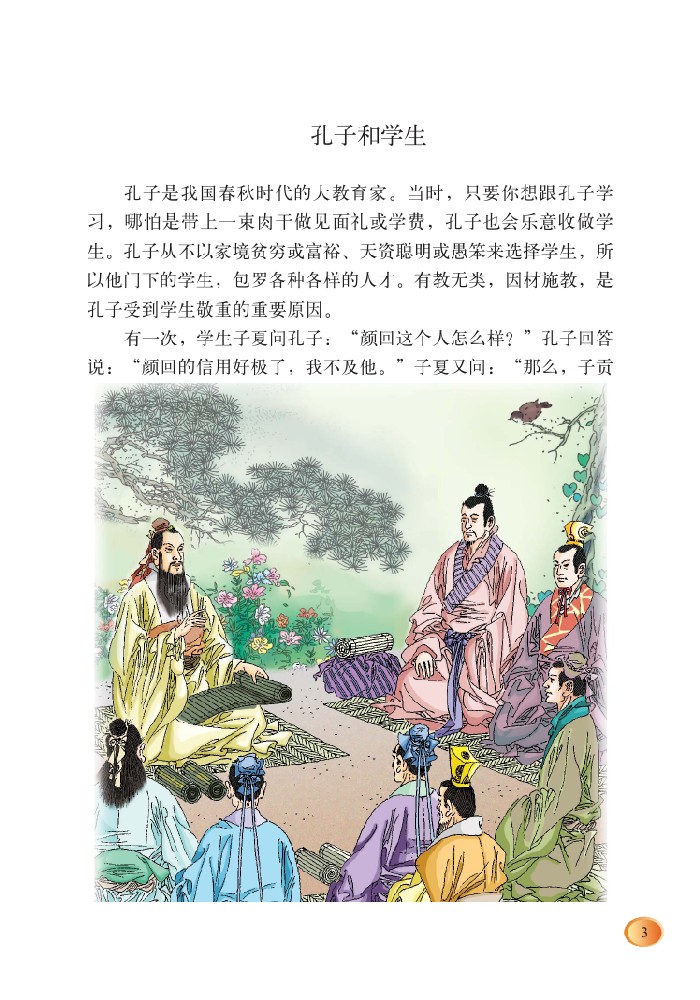 孔子和学生
孔子是我国春秋时代的大教育家。当时，只要你想跟孔子学
习，哪怕是带上一束肉干做见面礼或学费，孔子也会乐意收做学
生。孔子从不以家境贫穷或富裕、天资聪明或愚笨来选择学生，所
以他门下的学生，包罗各种各样的人才。有教无类，因材施教，是
孔子受到学生敬重的重要原因。
有一次，学生子夏问孔子：“颜回这个人怎么样？”孔子回答
说：“颜回的信用好极了，我不及他。”子夏又问：“那么，子贡
3